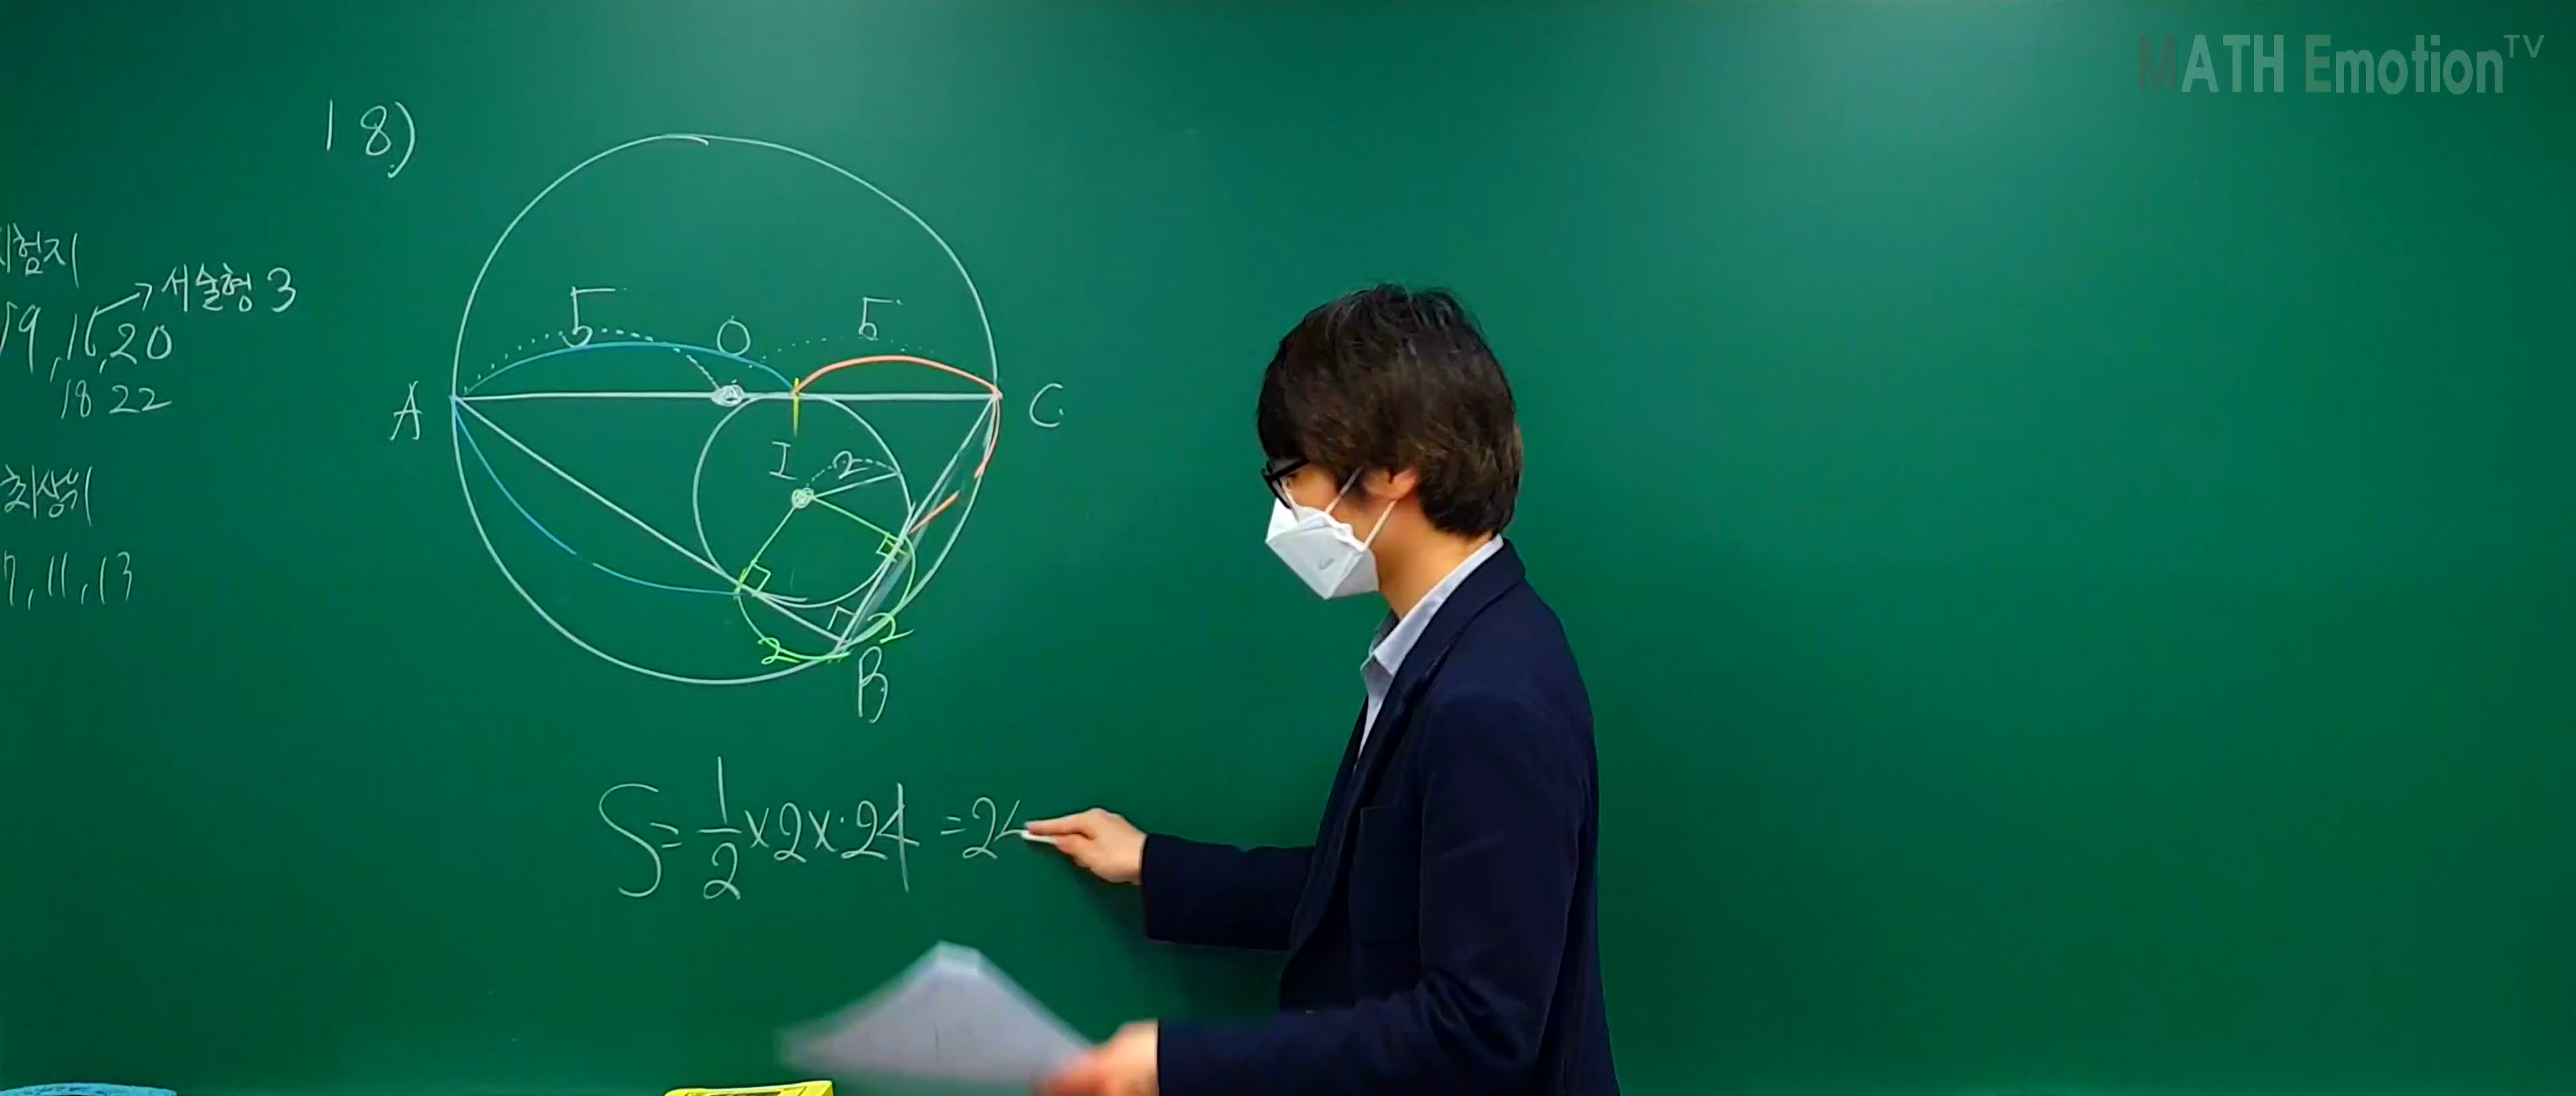 MATH Emotion TV
18)
시험지
19, 16, 20 → 서술형 3
18 22
최상위
7, 11, 13
5
O
5
A
C
I
2
2
2
B
S = 1/2 × 2 × 24 = 24